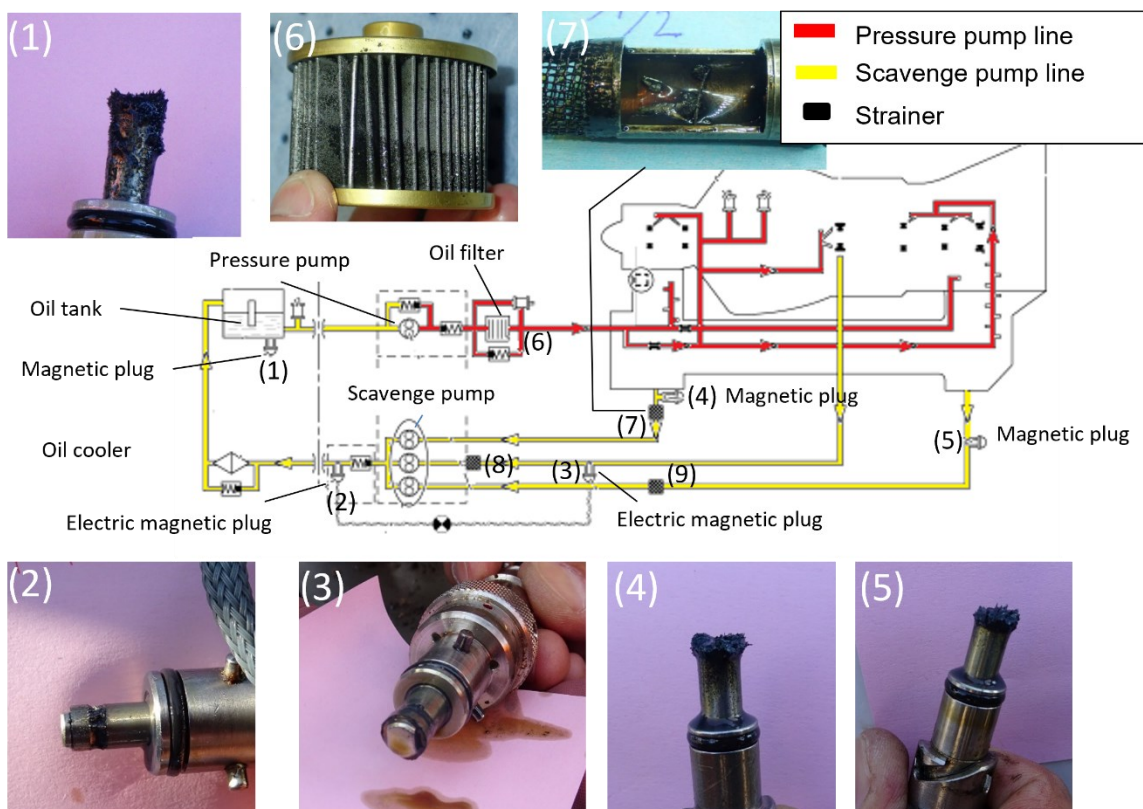 (1)
(6)
(7)
Pressure pump line
Scavenge pump line
Strainer
Oil filter
Pressure pump
Oil tank
(6)
Magnetic plug
(1)
Scavenge pump
(4)
Magnetic plug
(7)
(5)
Magnetic plug
Oil cooler
(8)
(3)
(9)
(2)
Electric magnetic plug
Electric magnetic plug
(2)
(3)
(4)
(5)